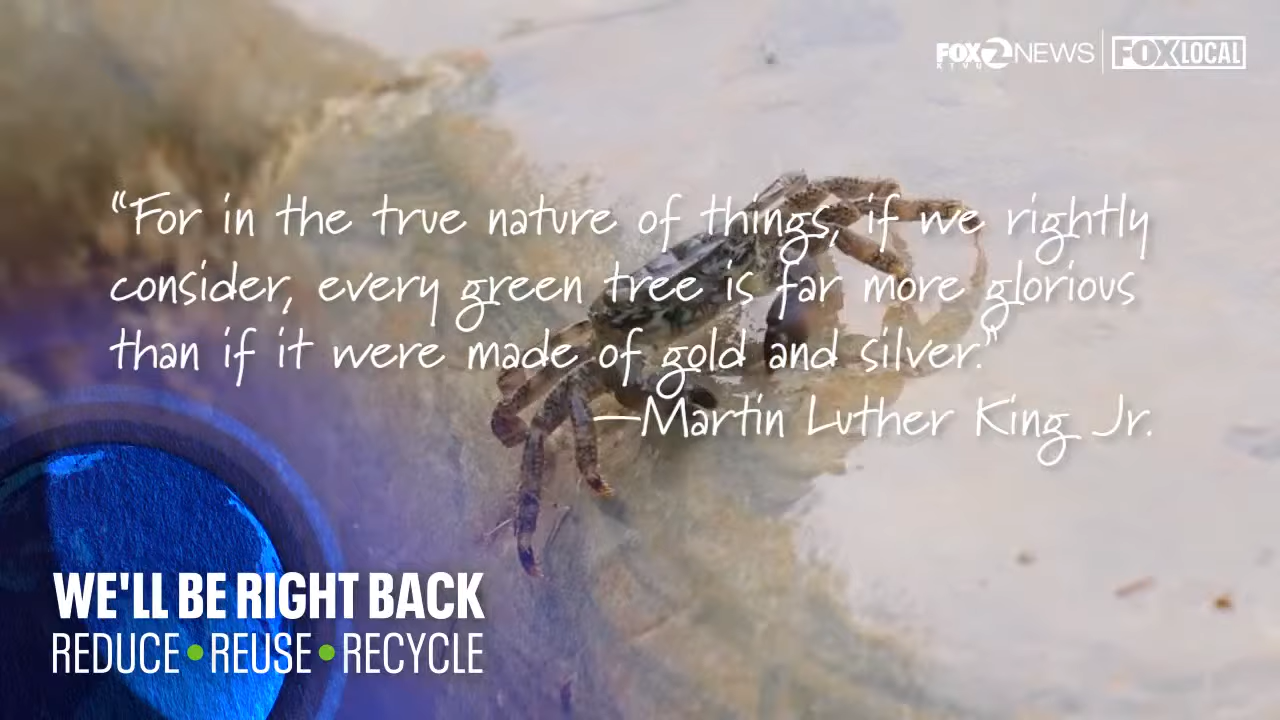 FOX 2 NEWS | FOX LOCAL
KTVU
“For in the true nature of things, if we rightly
consider, every green tree is far more glorious
than if it were made of gold and silver.”
—Martin Luther King Jr.
WE'LL BE RIGHT BACK
REDUCE•REUSE•RECYCLE